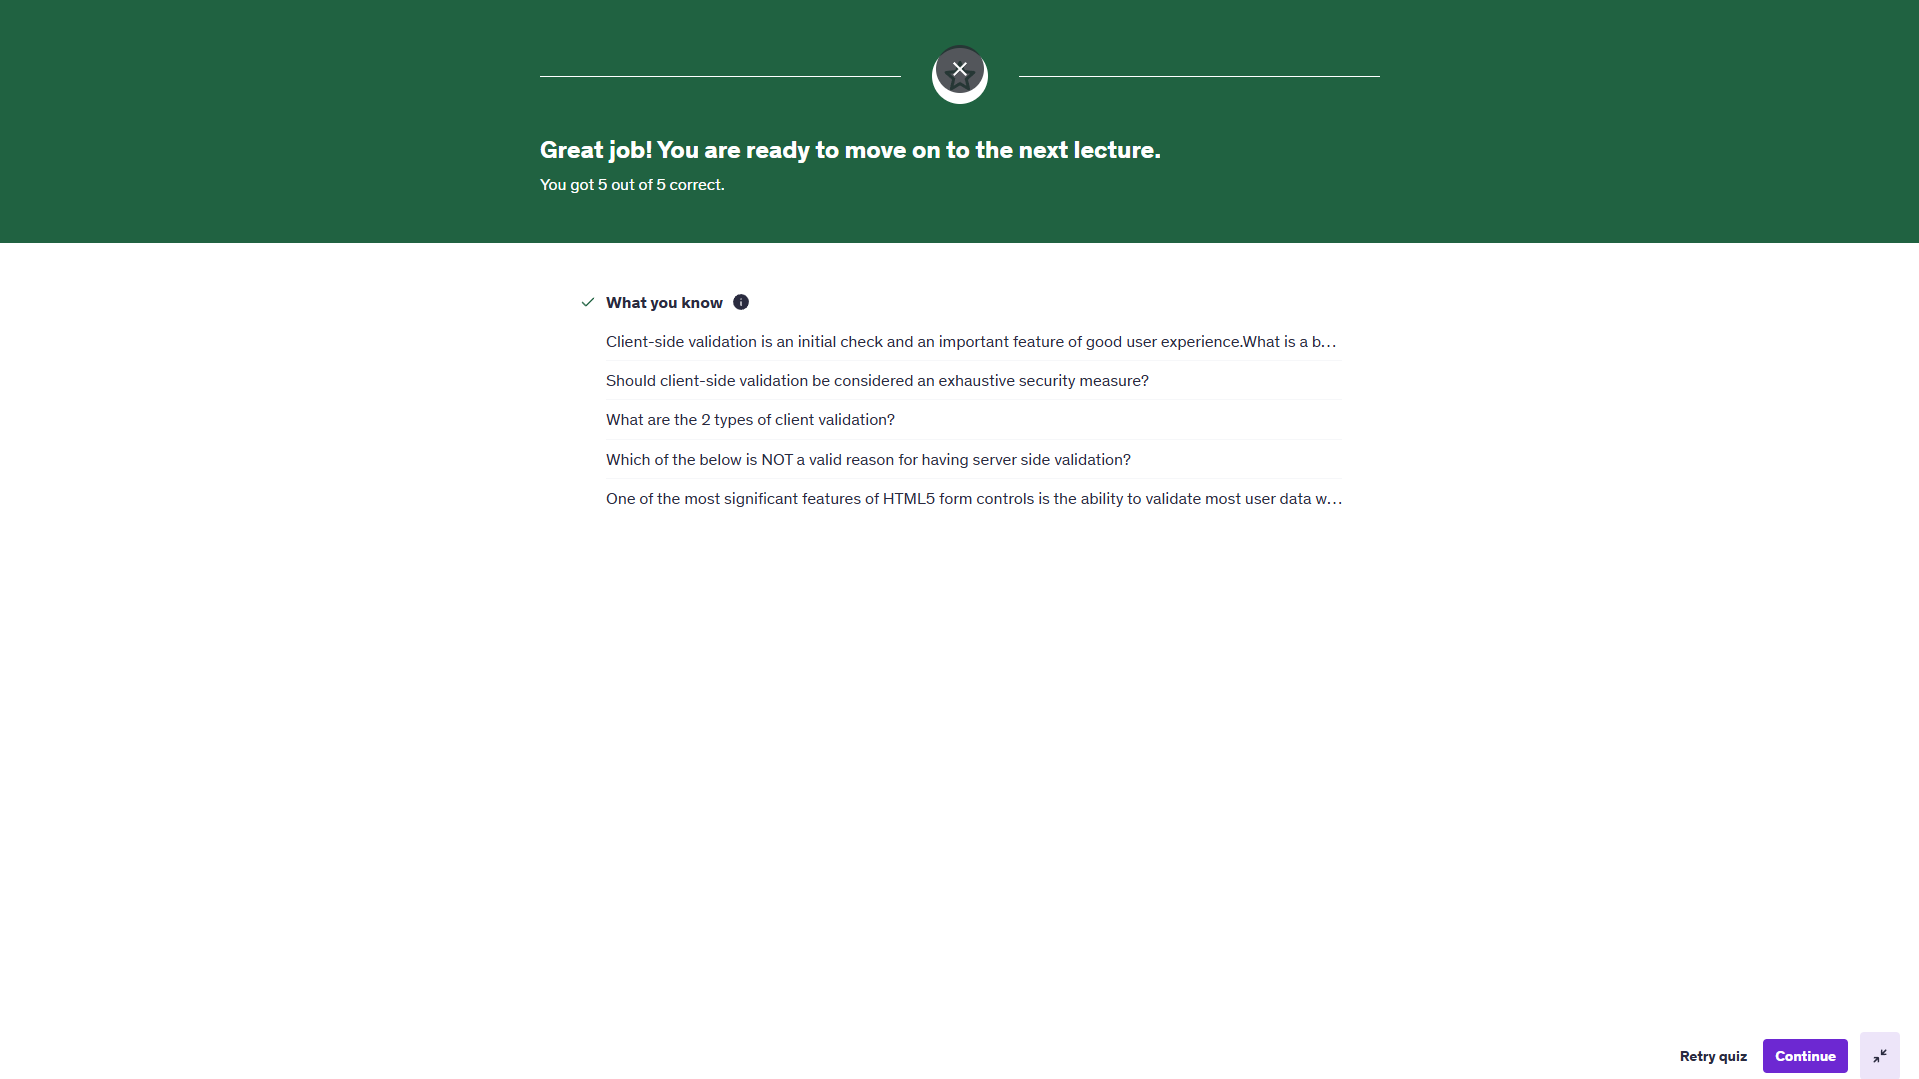 Great job! You are ready to move on to the next lecture.
You got 5 out of 5 correct.
What you know
Client-side validation is an initial check and an important feature of good user experience.What is a b...
Should client-side validation be considered an exhaustive security measure?
What are the 2 types of client validation?
Which of the below is NOT a valid reason for having server side validation?
One of the most significant features of HTML5 form controls is the ability to validate most user data w...
Retry quiz
Continue